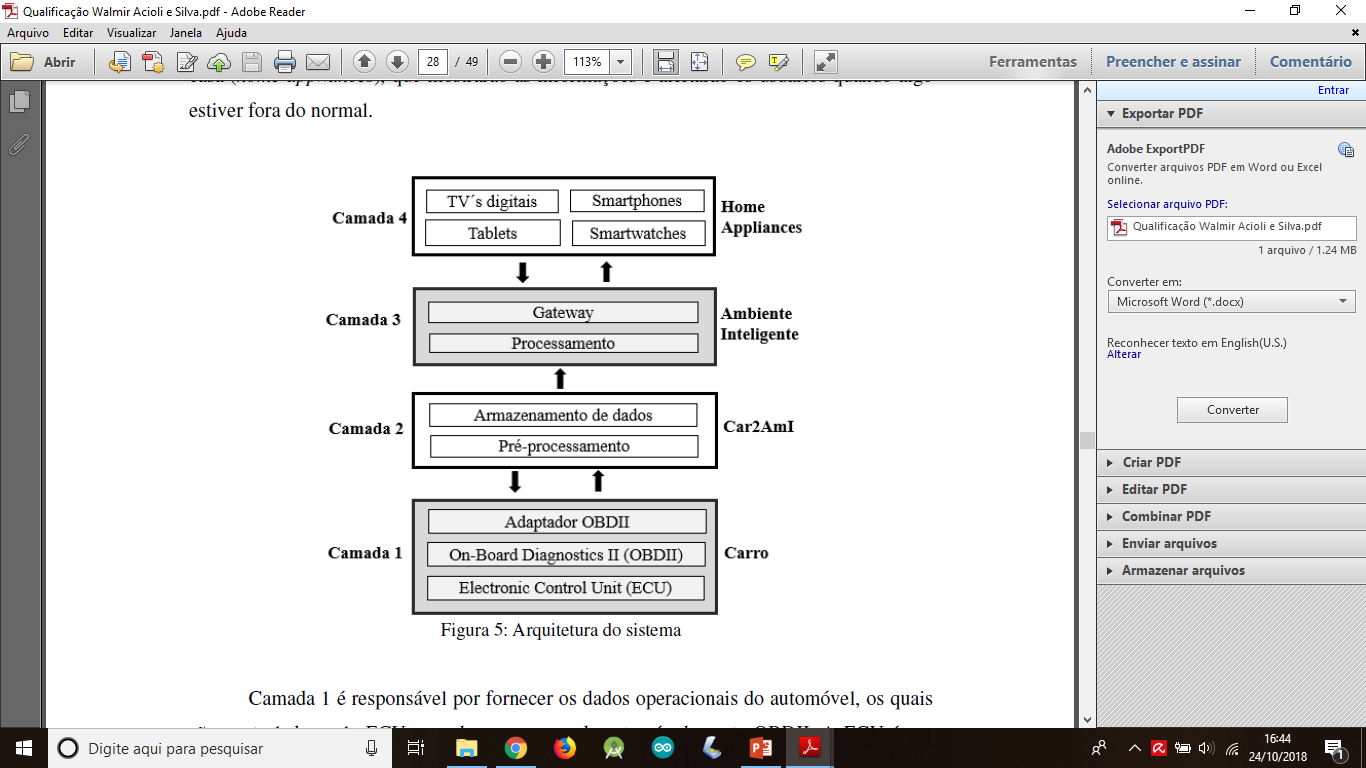 Qualificação Walmir Acioli e Silva.pdf - Adobe Reader
Arquivo Editar Visualizar Janela Ajuda
Abrir 28 / 49 113% Ferramentas Preencher e assinar Comentário
estiver fora do normal.
Camada 4
TV´s digitais Smartphones
Tablets Smartwatches
Home
Appliances
Camada 3
Gateway
Processamento
Ambiente
Inteligente
Camada 2
Armazenamento de dados
Pré-processamento
Car2AmI
Camada 1
Adaptador OBDII
On-Board Diagnostics II (OBDII)
Electronic Control Unit (ECU)
Carro
Figura 5: Arquitetura do sistema
Camada 1 é responsável por fornecer os dados operacionais do automóvel, os quais
Entrar
Exportar PDF
Adobe ExportPDF
Converter arquivos PDF em Word ou Excel
online.
Selecionar arquivo PDF:
Qualificação Walmir Acioli e Silva.pdf
1 arquivo / 1.24 MB
Converter em:
Microsoft Word (*.docx)
Reconhecer texto em English(U.S.)
Alterar
Converter
Criar PDF
Editar PDF
Combinar PDF
Enviar arquivos
Armazenar arquivos
Digite aqui para pesquisar
16:44
24/10/2018
1